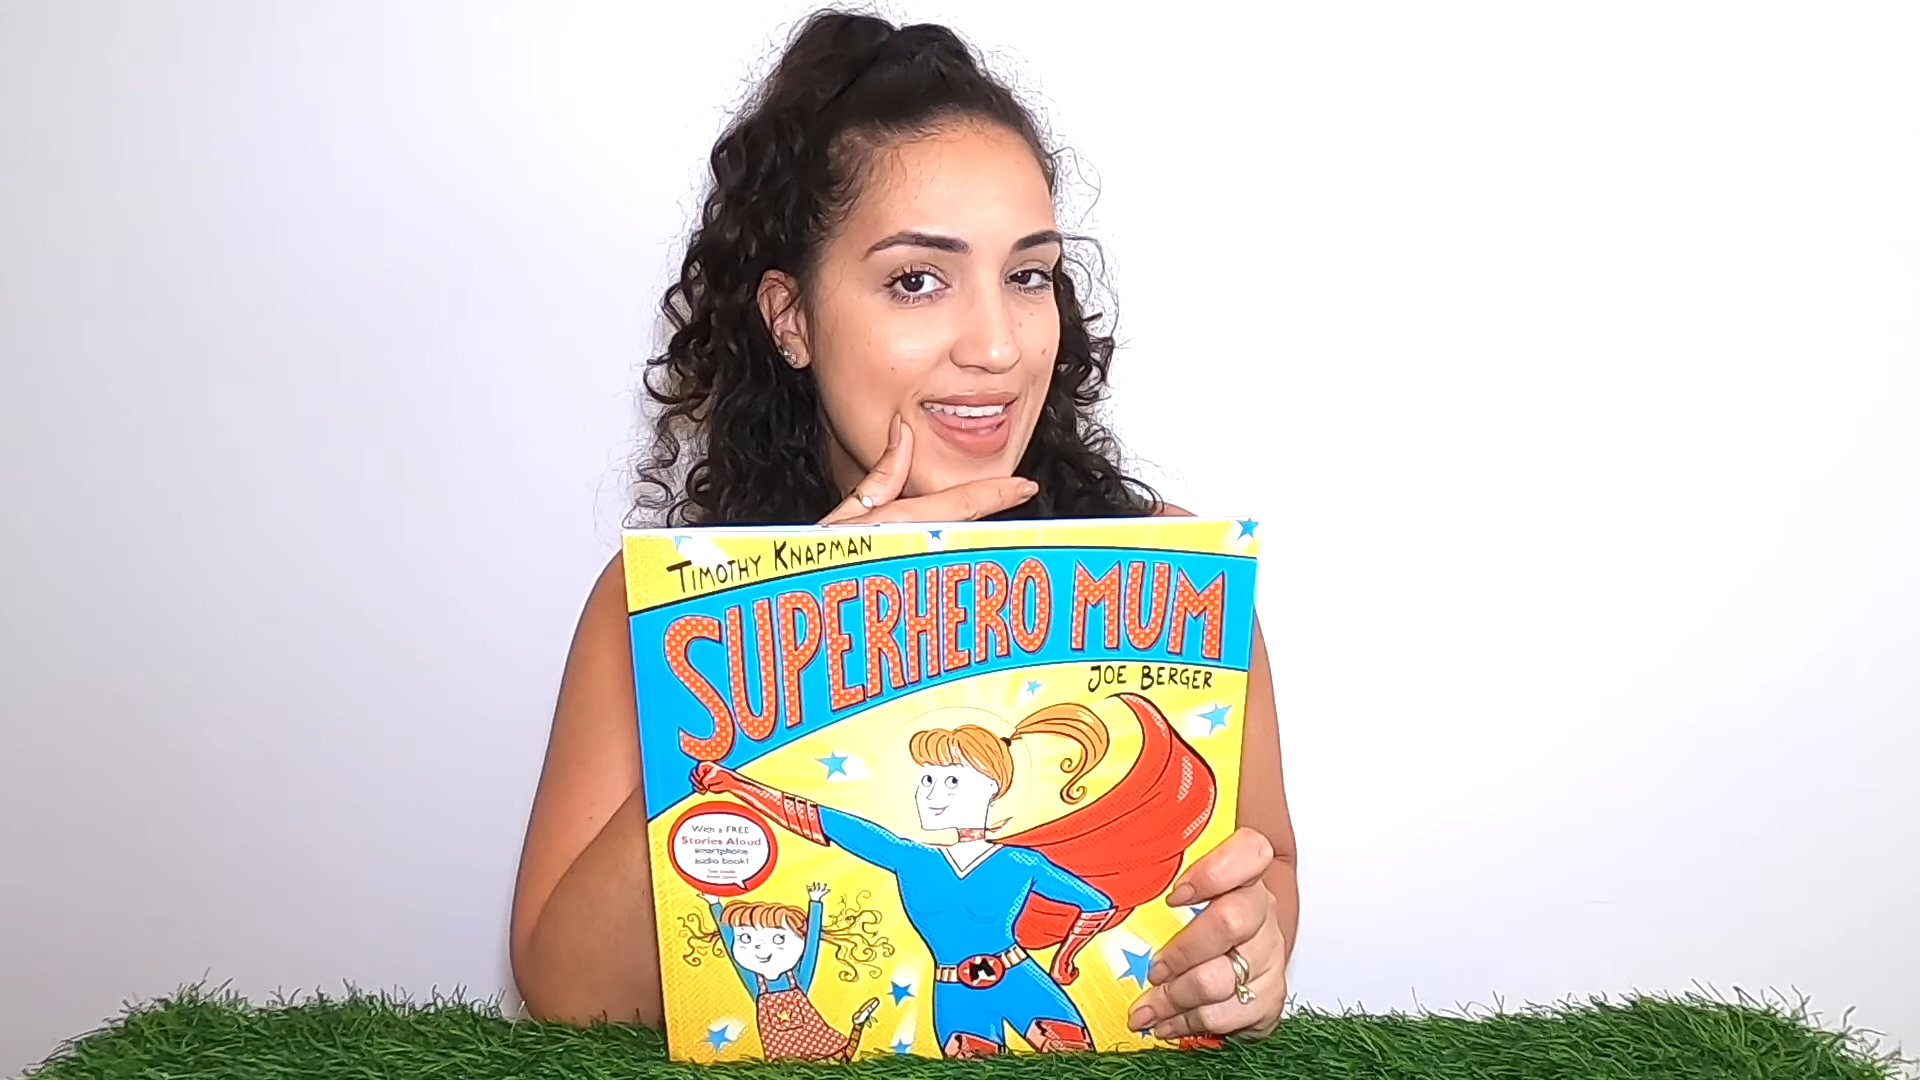 TIMOTHY KNAPMAN
SUPERHERO MUM
JOE BERGER
With a FREE
Stories Aloud
smartphone
audio book!
M